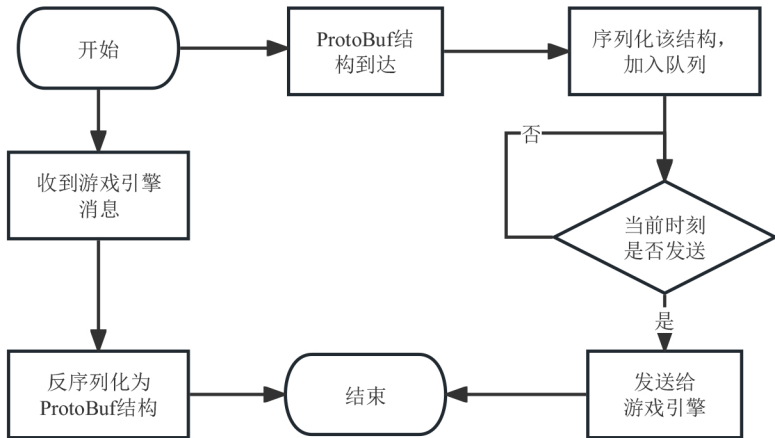 开始
ProtoBuf结
构到达
序列化该结构，
加入队列
否
收到游戏引擎
消息
当前时刻
是否发送
是
反序列化为
ProtoBuf结构
结束
发送给
游戏引擎